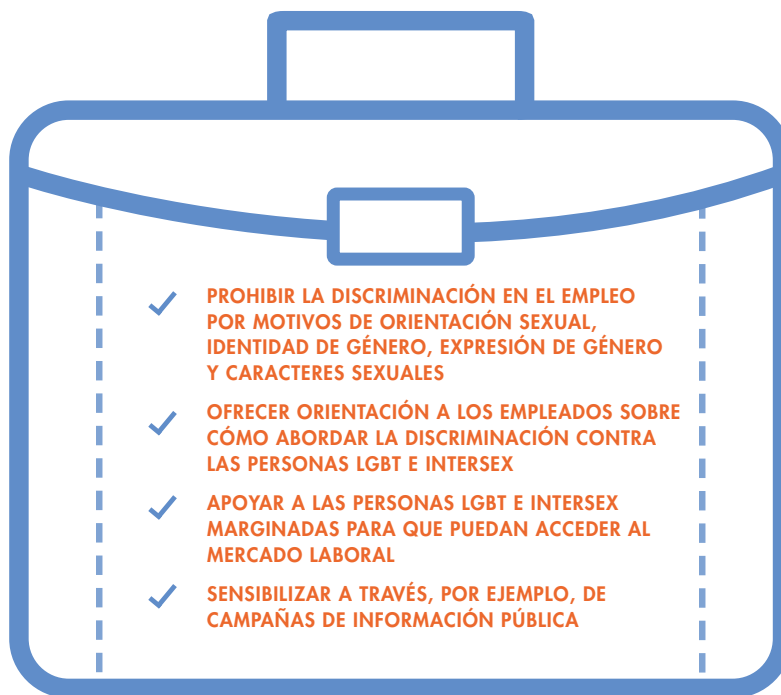 PROHIBIR LA DISCRIMINACIÓN EN EL EMPLEO
POR MOTIVOS DE ORIENTACIÓN SEXUAL,
IDENTIDAD DE GÉNERO, EXPRESIÓN DE GÉNERO
Y CARACTERES SEXUALES
OFRECER ORIENTACIÓN A LOS EMPLEADOS SOBRE
CÓMO ABORDAR LA DISCRIMINACIÓN CONTRA
LAS PERSONAS LGBT E INTERSEX
APOYAR A LAS PERSONAS LGBT E INTERSEX
MARGINADAS PARA QUE PUEDAN ACCEDER AL
MERCADO LABORAL
SENSIBILIZAR A TRAVÉS, POR EJEMPLO, DE
CAMPAÑAS DE INFORMACIÓN PÚBLICA